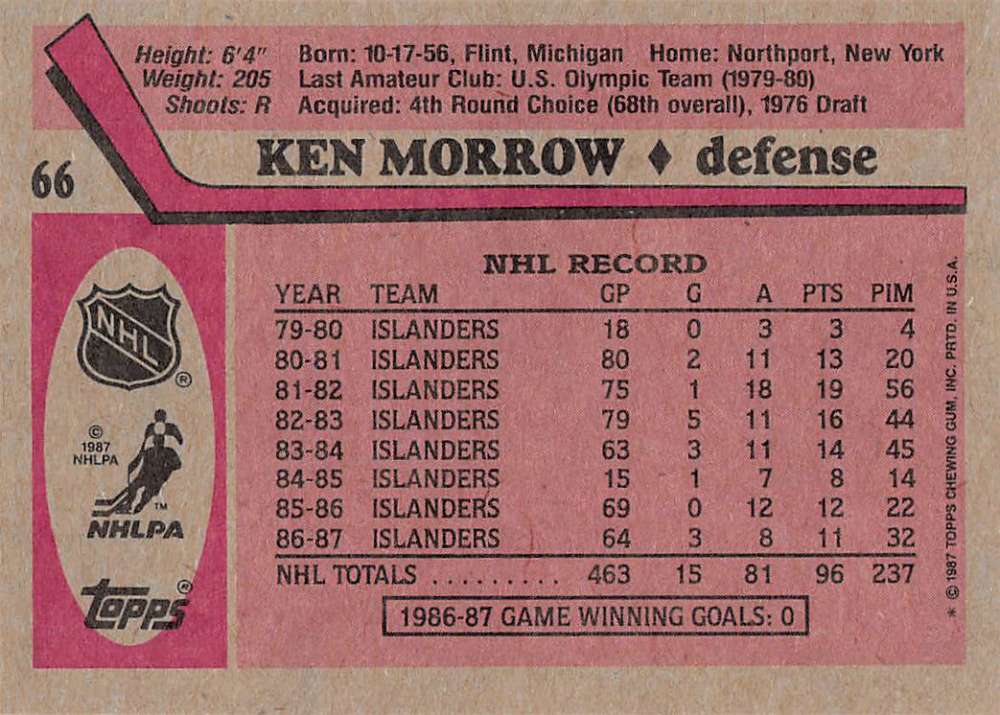 Height: 6'4" Born: 10-17-56, Flint, Michigan Home: Northport, New York
Weight: 205 Last Amateur Club: U.S. Olympic Team (1979-80)
Shoots: R Acquired: 4th Round Choice (68th overall), 1976 Draft
66 KEN MORROW ♦ defense
NHL RECORD
YEAR TEAM GP G A PTS PIM
79-80 ISLANDERS 18 0 3 3 4
80-81 ISLANDERS 80 2 11 13 20
81-82 ISLANDERS 75 1 18 19 56
82-83 ISLANDERS 79 5 11 16 44
83-84 ISLANDERS 63 3 11 14 45
84-85 ISLANDERS 15 1 7 8 14
85-86 ISLANDERS 69 0 12 12 22
86-87 ISLANDERS 64 3 8 11 32
NHL TOTALS .......... 463 15 81 96 237
1986-87 GAME WINNING GOALS: 0
NHL ®
©
1987
NHLPA
TM
NHLPA
topps ®
* © 1987 TOPPS CHEWING GUM, INC. PRTD. IN U.S.A.